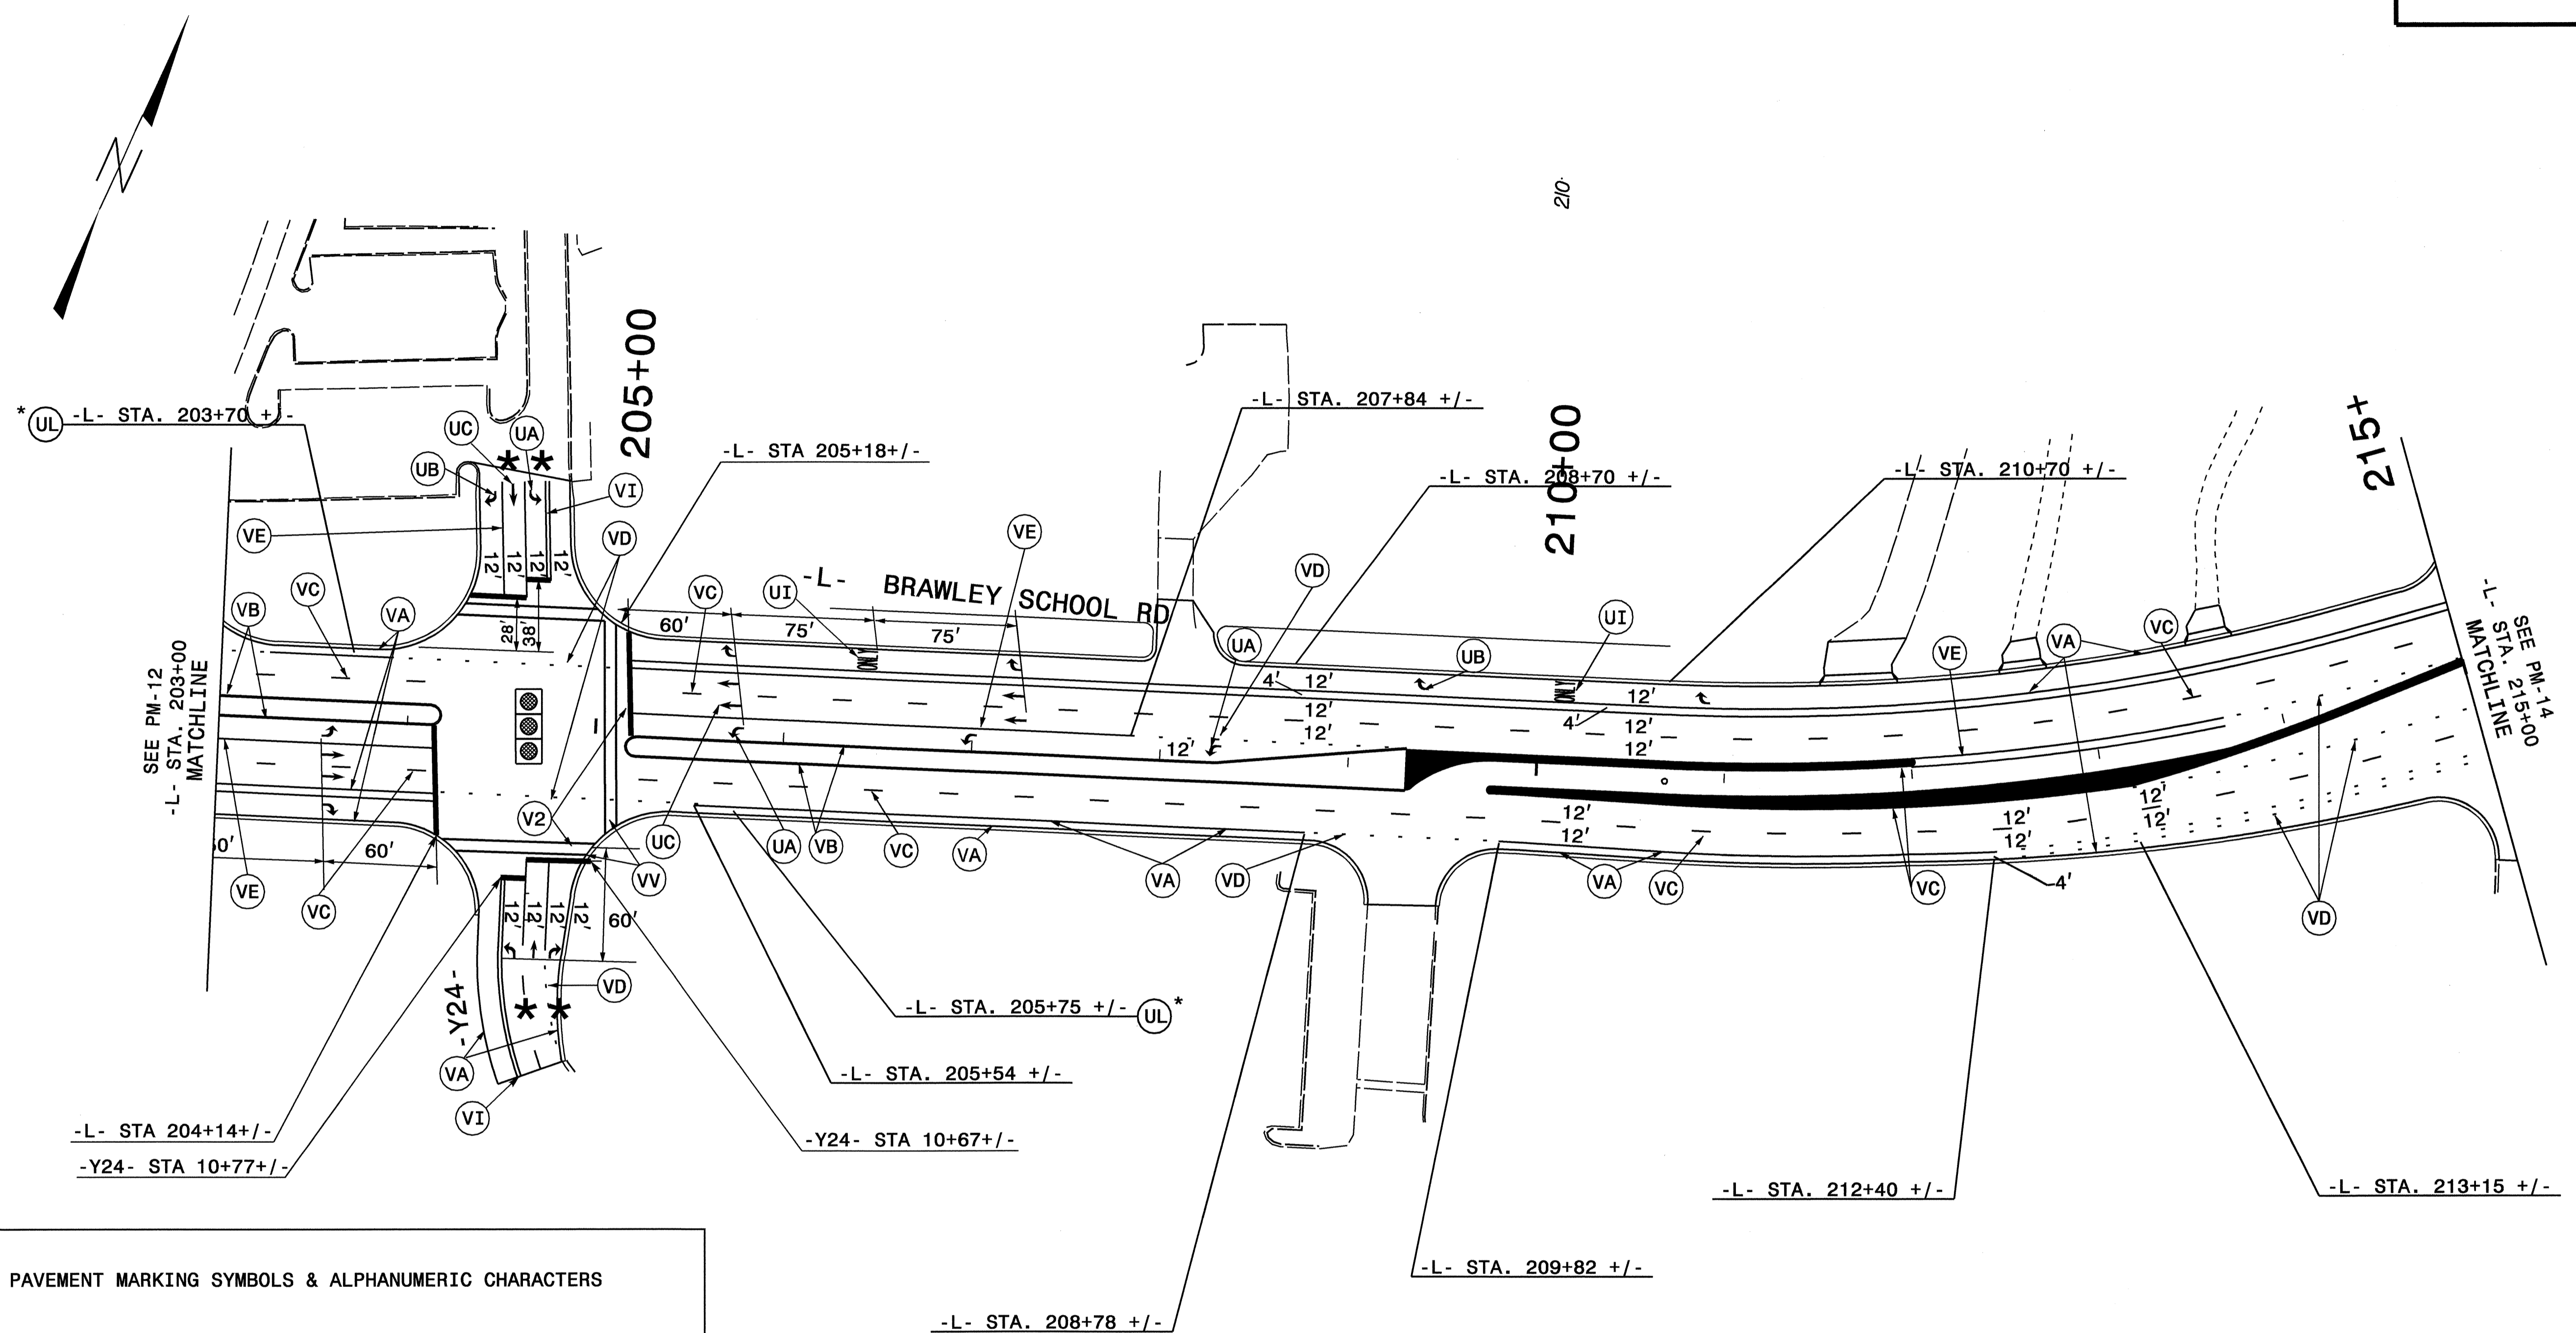 210
205+00
-L- STA. 207+84 +/-
* UL -L- STA. 203+70 + -
UC
UA
-L- STA 205+18+/-
210+00
215+
UB
-L- STA. 208+70 +/-
-L- STA. 210+70 +/-
VI
VE
VD
VE
VD
12' 12' 12' 12'
-L- BRAWLEY SCHOOL RD
VC
VC
UI
VB
VA
60'
75'
75'
28'
38'
ONLY
UI
UA
UB
VE
VA
VC
SEE PM-12
-L- STA. 203+00
MATCHLINE
SEE PM-14
-L- STA. 215+00
MATCHLINE
4'
12'
12'
12'
12'
ONLY
12'
4'
12'
12'
V2
UC
UA
VB
VC
VA
VA
VD
12'
12'
VA
VC
VC
12'
12'
12'
12'
4'
VD
0'
60'
VE
VC
VV
12' 12' 12' 12'
60'
VD
* *
* *
-Y24-
VA
VI
-L- STA. 205+75 +/- UL *
-L- STA. 205+54 +/-
-L- STA 204+14+/-
-Y24- STA 10+67+/-
-Y24- STA 10+77+/-
-L- STA. 212+40 +/-
-L- STA. 213+15 +/-
-L- STA. 209+82 +/-
PAVEMENT MARKING SYMBOLS & ALPHANUMERIC CHARACTERS
-L- STA. 208+78 +/-